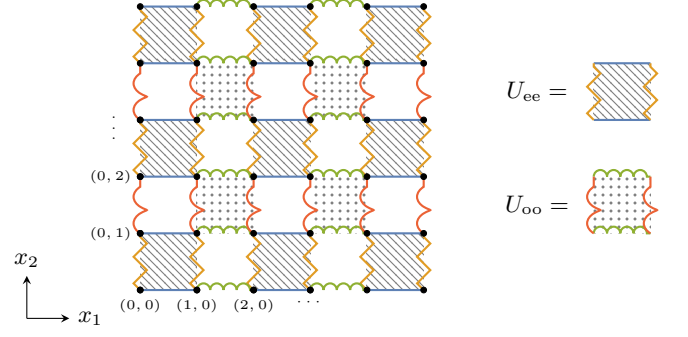 U_ee =
⋮
(0, 2)
U_oo =
(0, 1)
x_2
(0, 0) (1, 0) (2, 0) ⋯
x_1